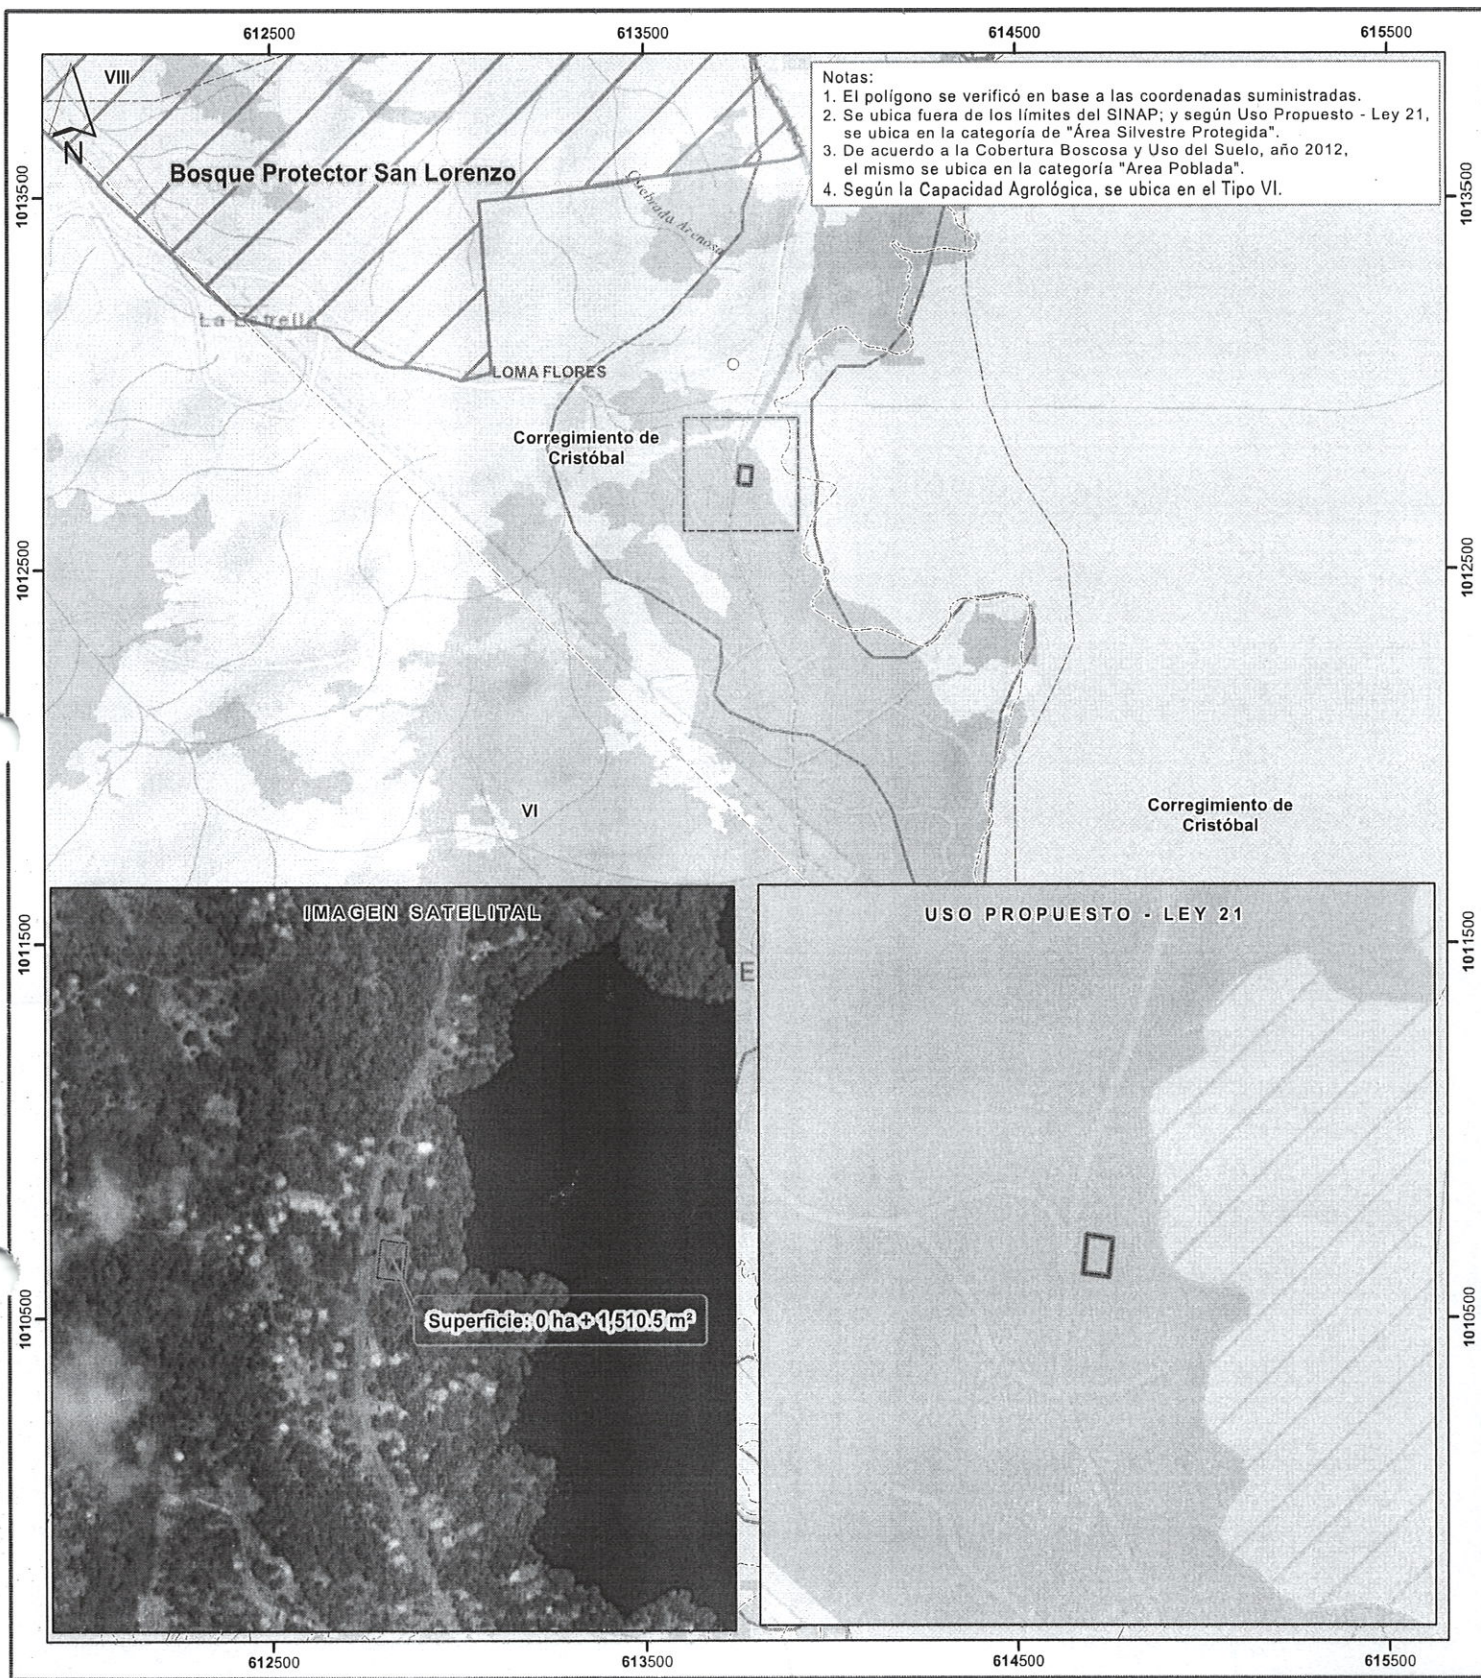 612500
613500
614500
615500
VIII
N
Notas:
1. El polígono se verificó en base a las coordenadas suministradas.
2. Se ubica fuera de los límites del SINAP; y según Uso Propuesto - Ley 21,
se ubica en la categoría de "Área Silvestre Protegida".
3. De acuerdo a la Cobertura Boscosa y Uso del Suelo, año 2012,
el mismo se ubica en la categoría "Area Poblada".
4. Según la Capacidad Agrológica, se ubica en el Tipo VI.
Bosque Protector San Lorenzo
1013500
1013500
Quebrada Arenosa
La Estrella
LOMA FLORES
Corregimiento de
Cristóbal
1012500
1012500
VI
Corregimiento de
Cristóbal
IMAGEN SATELITAL
USO PROPUESTO - LEY 21
1011500
1011500
E
Superficie: 0 ha + 1,510.5 m²
1010500
1010500
612500
613500
614500
615500